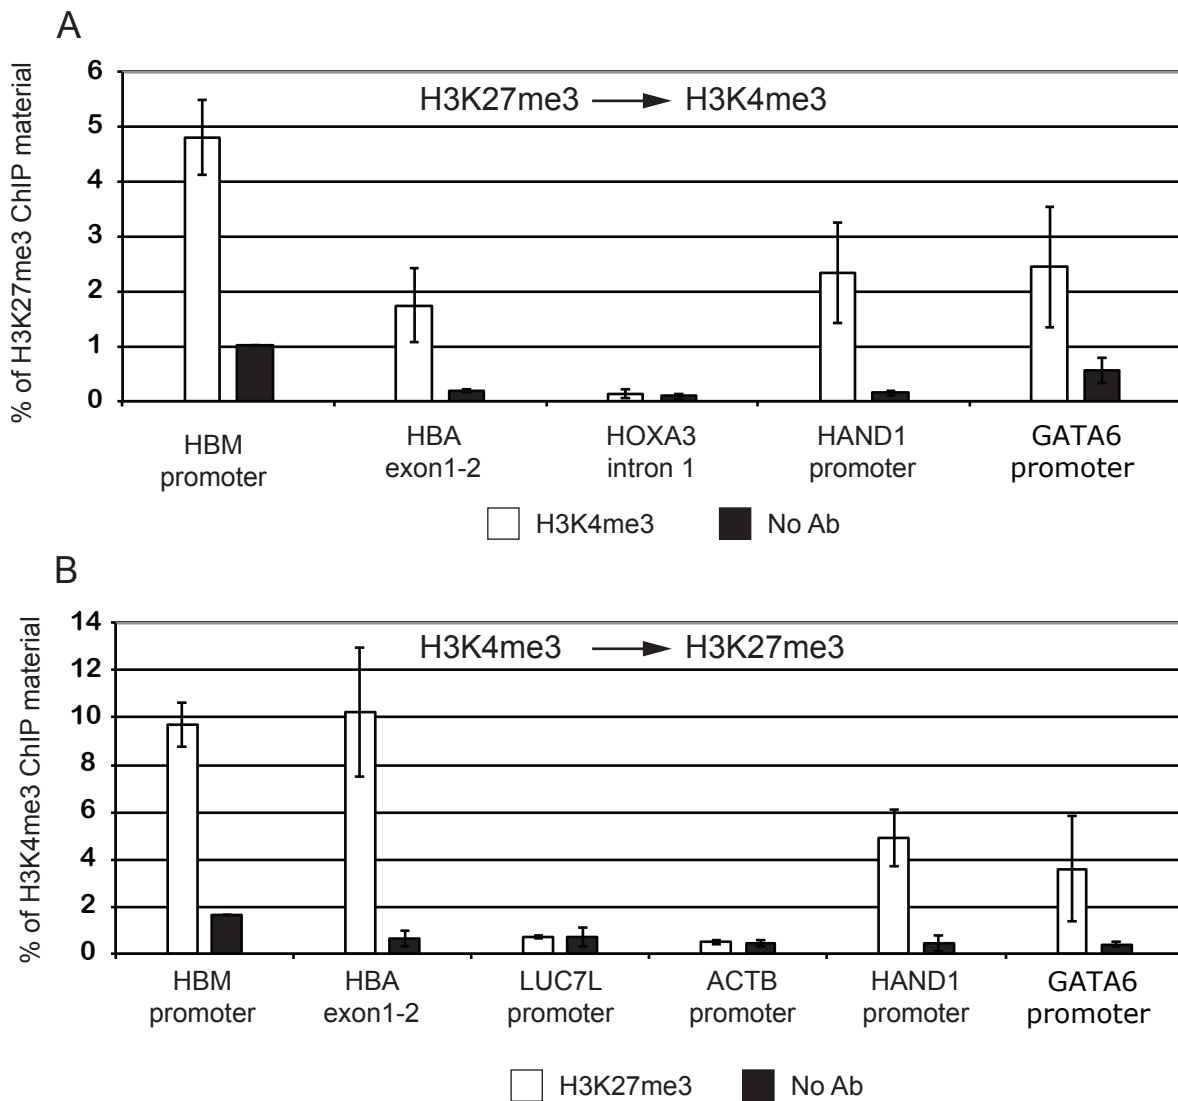 A
% of H3K27me3 ChIP material
6
5
4
3
2
1
0
H3K27me3 → H3K4me3
HBM HBA HOXA3 HAND1 GATA6
promoter exon1-2 intron 1 promoter promoter
H3K4me3 No Ab
B
% of H3K4me3 ChIP material
14
12
10
8
6
4
2
0
H3K4me3 → H3K27me3
HBM HBA LUC7L ACTB HAND1 GATA6
promoter exon1-2 promoter promoter promoter promoter
H3K27me3 No Ab